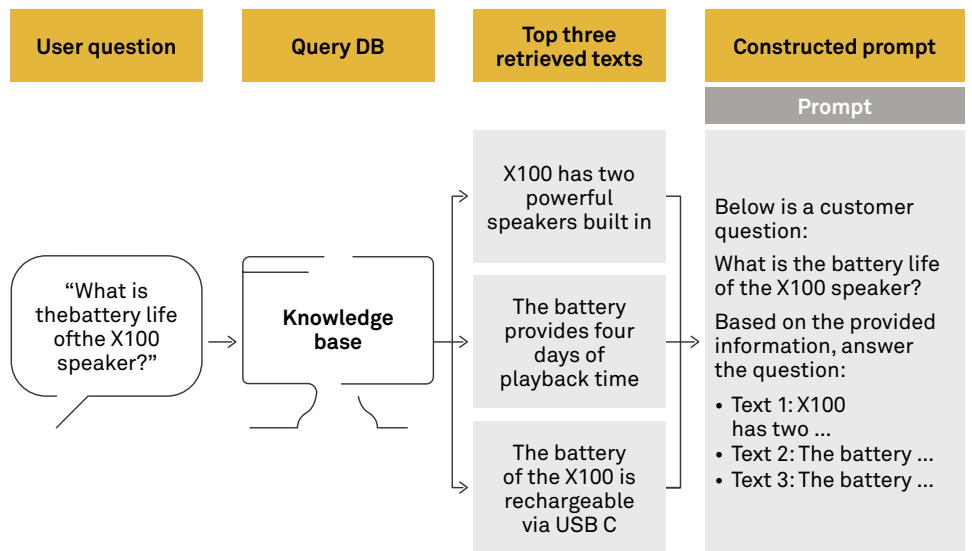 User question
Query DB
Top three
retrieved texts
Constructed prompt
Prompt
“What is
thebattery life
ofthe X100
speaker?”
Knowledge
base
X100 has two
powerful
speakers built in
The battery
provides four
days of
playback time
The battery
of the X100 is
rechargeable
via USB C
Below is a customer
question:
What is the battery life
of the X100 speaker?
Based on the provided
information, answer
the question:
• Text 1: X100
has two ...
• Text 2: The battery ...
• Text 3: The battery ...